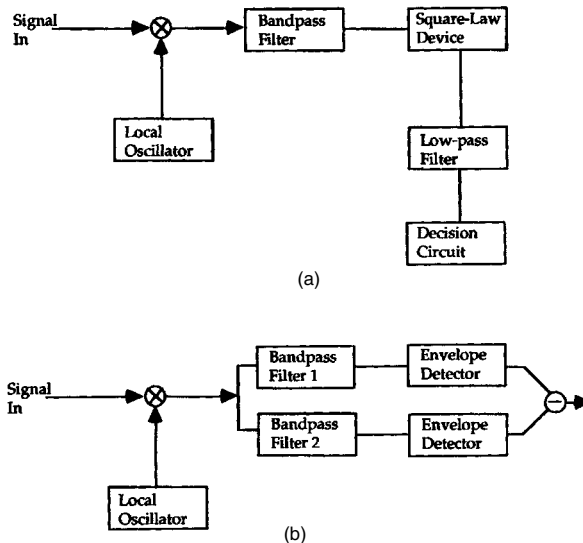 Signal
In
Bandpass
Filter
Square-Law
Device
Local
Oscillator
Low-pass
Filter
Decision
Circuit
(a)
Signal
In
Bandpass
Filter 1
Envelope
Detector
Bandpass
Filter 2
Envelope
Detector
Local
Oscillator
(b)